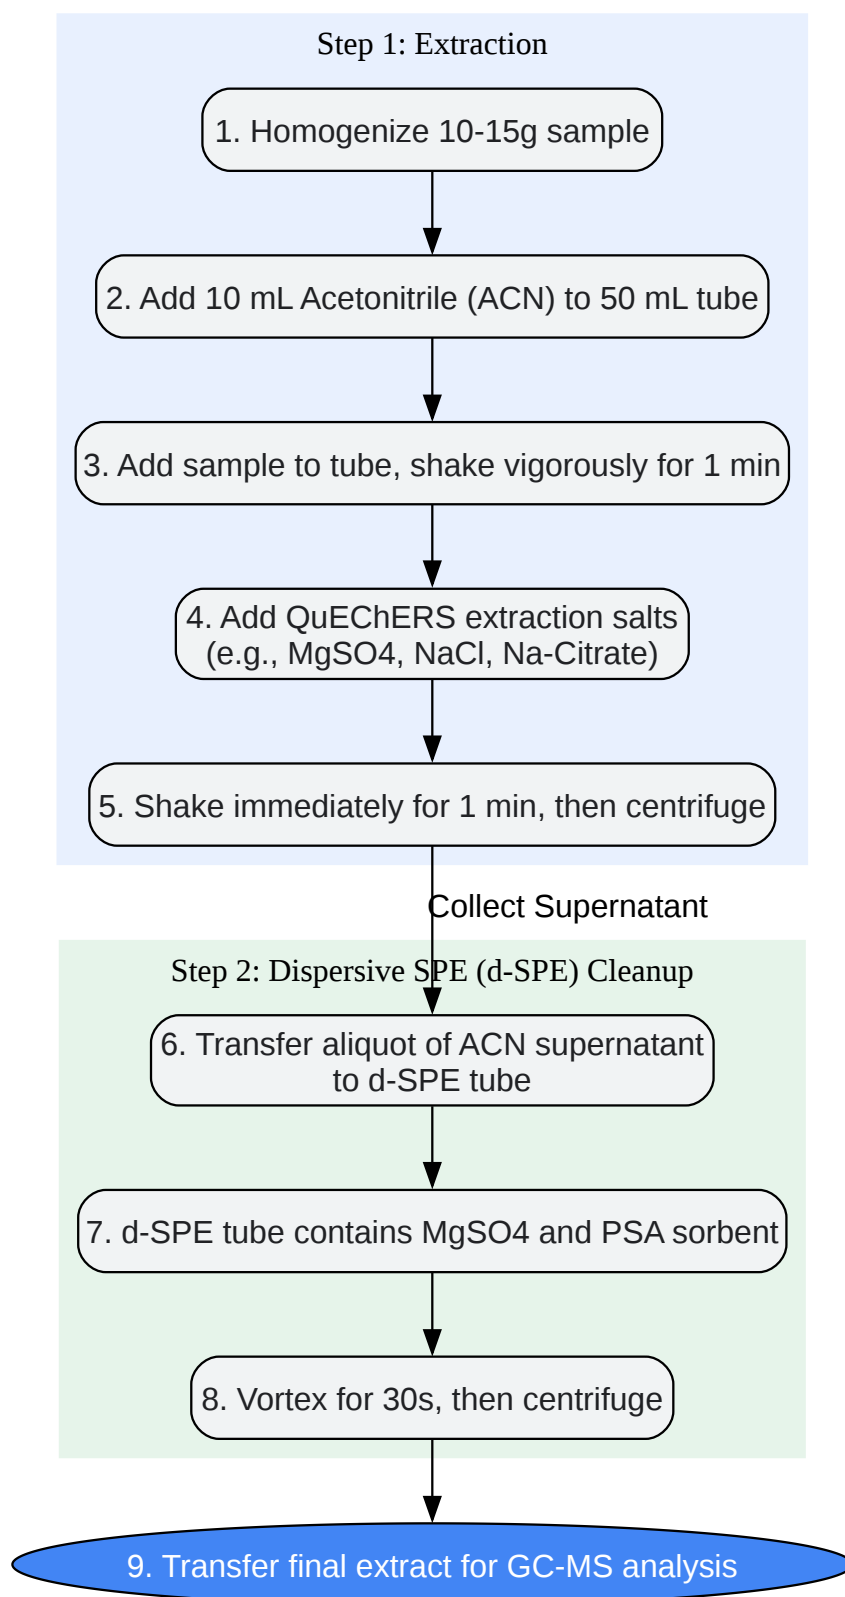 Step 1: Extraction
1. Homogenize 10-15g sample
2. Add 10 mL Acetonitrile (ACN) to 50 mL tube
3. Add sample to tube, shake vigorously for 1 min
4. Add QuEChERS extraction salts
(e.g., MgSO4, NaCl, Na-Citrate)
5. Shake immediately for 1 min, then centrifuge
Collect Supernatant
Step 2: Dispersive SPE (d-SPE) Cleanup
6. Transfer aliquot of ACN supernatant
to d-SPE tube
7. d-SPE tube contains MgSO4 and PSA sorbent
8. Vortex for 30s, then centrifuge
9. Transfer final extract for GC-MS analysis